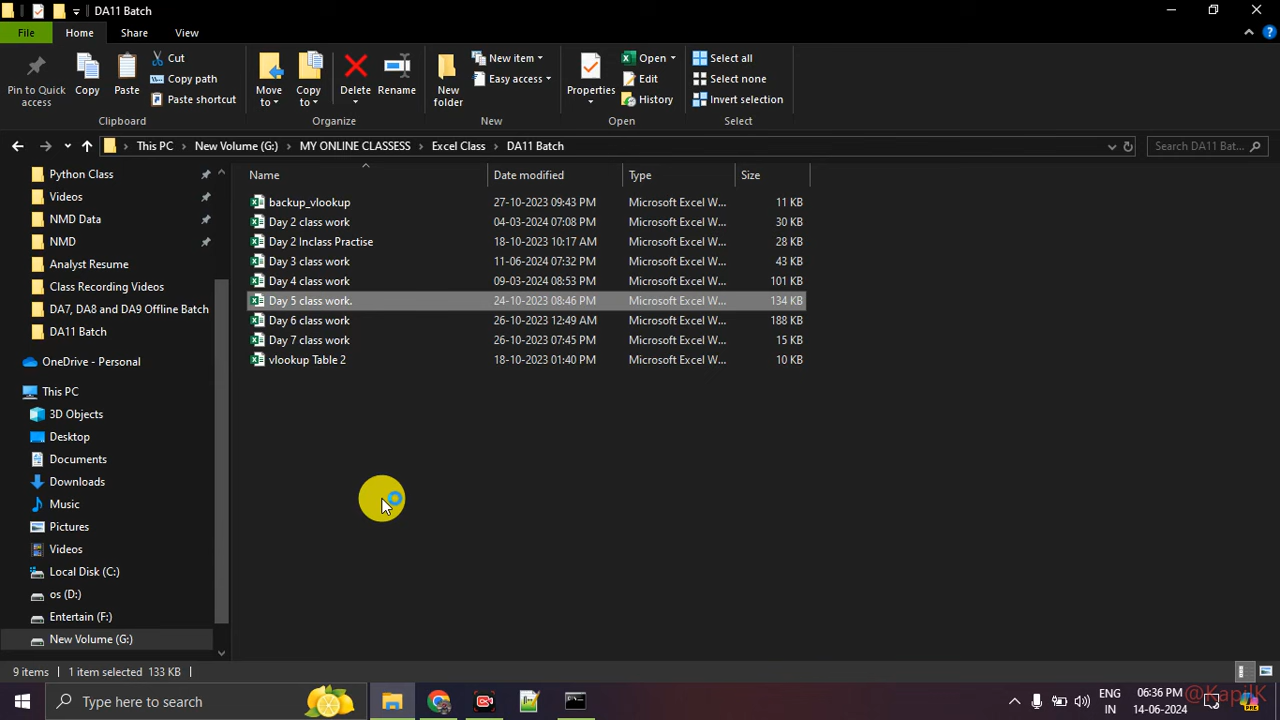 DA11 Batch
File Home Share View
Pin to Quick access
Copy
Paste
Cut
Copy path
Paste shortcut
Clipboard
Move to
Copy to
Delete
Rename
Organize
New folder
New item
Easy access
New
Properties
Open
Edit
History
Open
Select all
Select none
Invert selection
Select
This PC New Volume (G:) MY ONLINE CLASSESS Excel Class DA11 Batch
Search DA11 Bat...
Python Class
Videos
NMD Data
NMD
Analyst Resume
Class Recording Videos
DA7, DA8 and DA9 Offline Batch
DA11 Batch
OneDrive - Personal
This PC
3D Objects
Desktop
Documents
Downloads
Music
Pictures
Videos
Local Disk (C:)
os (D:)
Entertain (F:)
New Volume (G:)
Name Date modified Type Size
backup_vlookup 27-10-2023 09:43 PM Microsoft Excel W... 11 KB
Day 2 class work 04-03-2024 07:08 PM Microsoft Excel W... 30 KB
Day 2 Inclass Practise 18-10-2023 10:17 AM Microsoft Excel W... 28 KB
Day 3 class work 11-06-2024 07:32 PM Microsoft Excel W... 43 KB
Day 4 class work 09-03-2024 08:53 PM Microsoft Excel W... 101 KB
Day 5 class work. 24-10-2023 08:46 PM Microsoft Excel W... 134 KB
Day 6 class work 26-10-2023 12:49 AM Microsoft Excel W... 188 KB
Day 7 class work 26-10-2023 07:45 PM Microsoft Excel W... 15 KB
vlookup Table 2 18-10-2023 01:40 PM Microsoft Excel W... 10 KB
9 items 1 item selected 133 KB
Type here to search
ENG
IN
06:36 PM
14-06-2024
PRE
@KapilK